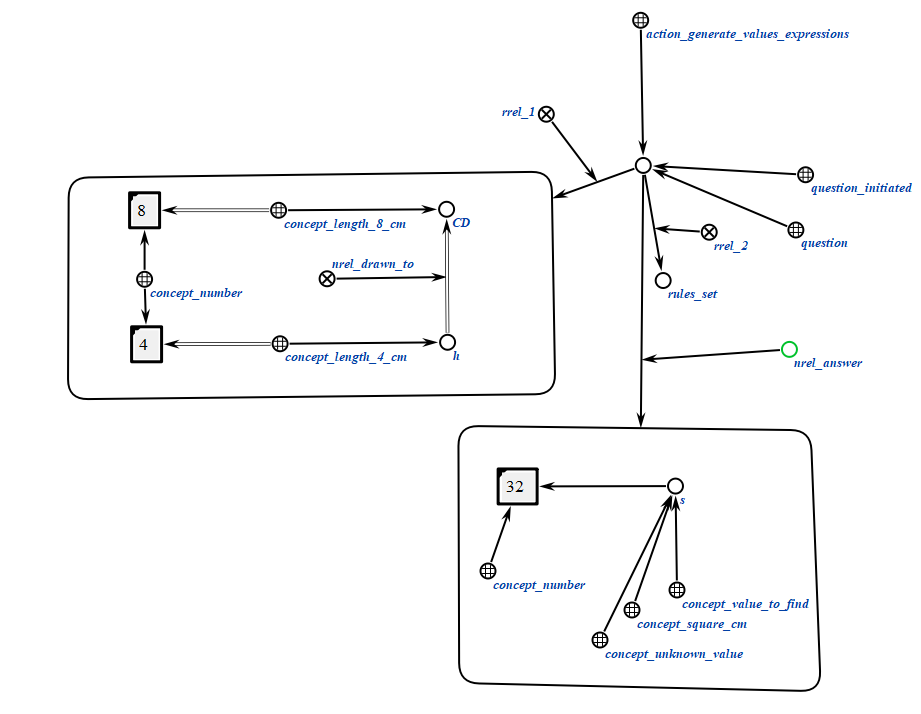 action_generate_values_expressions
rrel_1
question_initiated
8
concept_length_8_cm
CD
rrel_2
question
nrel_drawn_to
concept_number
rules_set
4
concept_length_4_cm
h
nrel_answer
32
s
concept_number
concept_value_to_find
concept_square_cm
concept_unknown_value